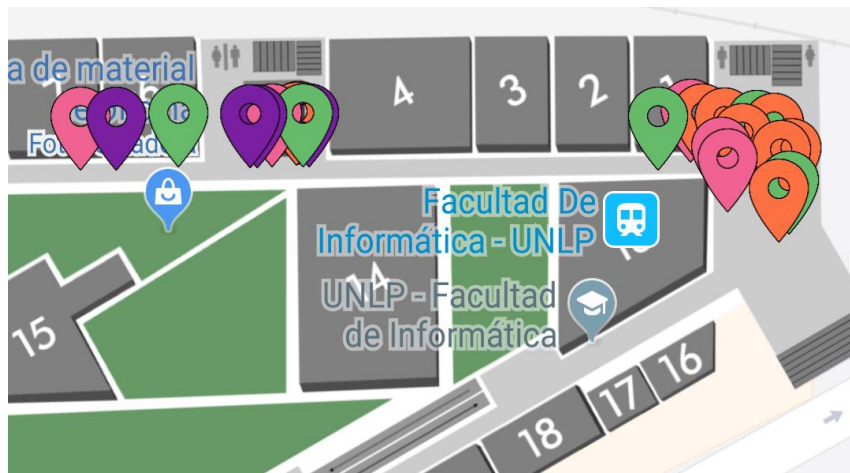 a de material
4
3
2
1
Facultad De
Informática - UNLP
14
UNLP - Facultad
de Informática
15
16
17
18